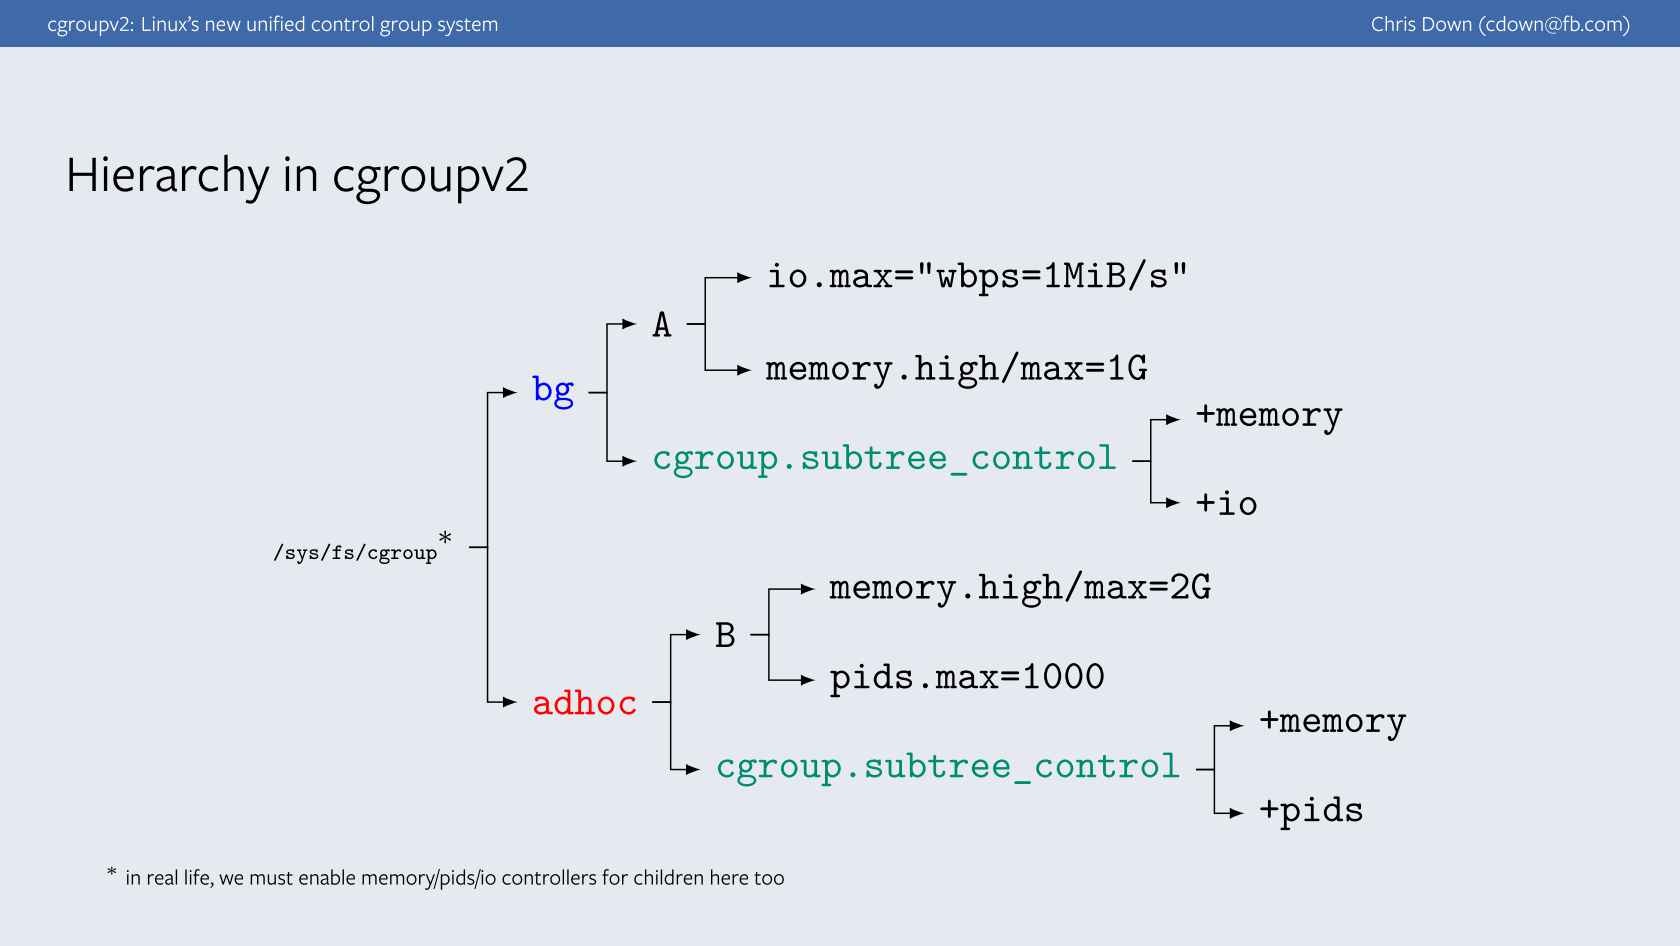 cgroupv2: Linux’s new unified control group system
Chris Down (cdown@fb.com)
Hierarchy in cgroupv2
io.max="wbps=1MiB/s"
A
memory.high/max=1G
bg
+memory
cgroup.subtree_control
+io
/sys/fs/cgroup*
memory.high/max=2G
B
pids.max=1000
adhoc
+memory
cgroup.subtree_control
+pids
* in real life, we must enable memory/pids/io controllers for children here too